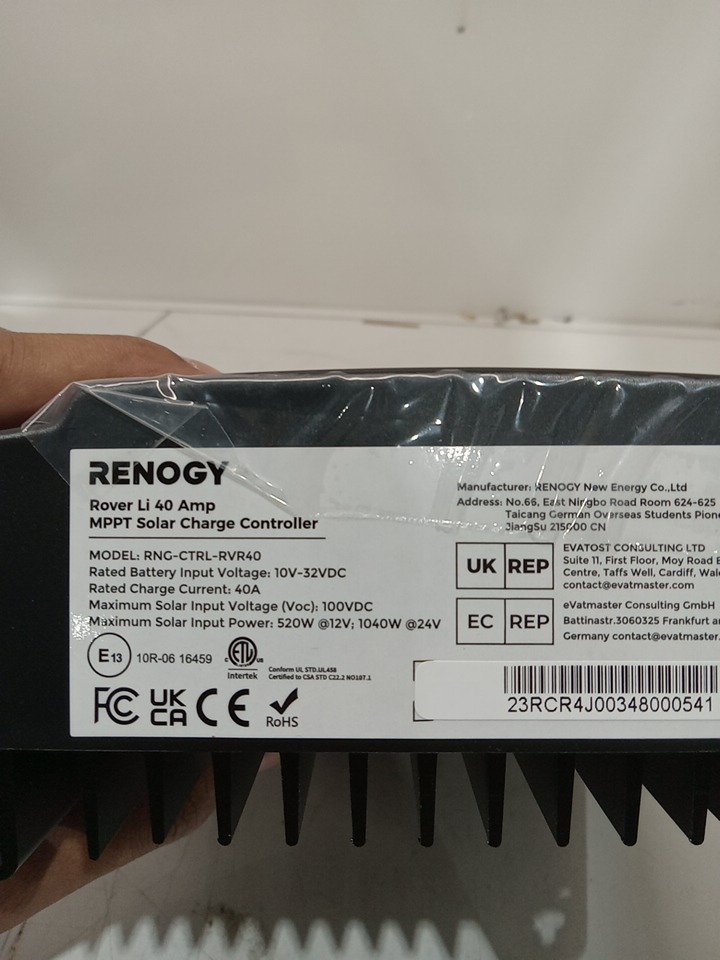 RENOGY
Rover Li 40 Amp
MPPT Solar Charge Controller
MODEL: RNG-CTRL-RVR40
Rated Battery Input Voltage: 10V-32VDC
Rated Charge Current: 40A
Maximum Solar Input Voltage (Voc): 100VDC
Maximum Solar Input Power: 520W @12V; 1040W @24V
E13 10R-06 16459
ETL
C US
Intertek
Conform UL STD.UL458
Certified to CSA STD C22.2 NO107.1
FC UK CA CE RoHS
Manufacturer: RENOGY New Energy Co.,Ltd
Address: No.66, East Ningbo Road Room 624-625
Taicang German Overseas Students
JiangSu 215000 CN
UK REP
EVATOST CONSULTING LTD
Suite 11, First Floor, Moy Road
Centre, Taffs Well, Cardiff,
contact@evatmaster.com
EC REP
eVatmaster Consulting GmbH
Battinastr.3060325 Frankfurt
Germany contact@evatmaster.
23RCR4J00348000541